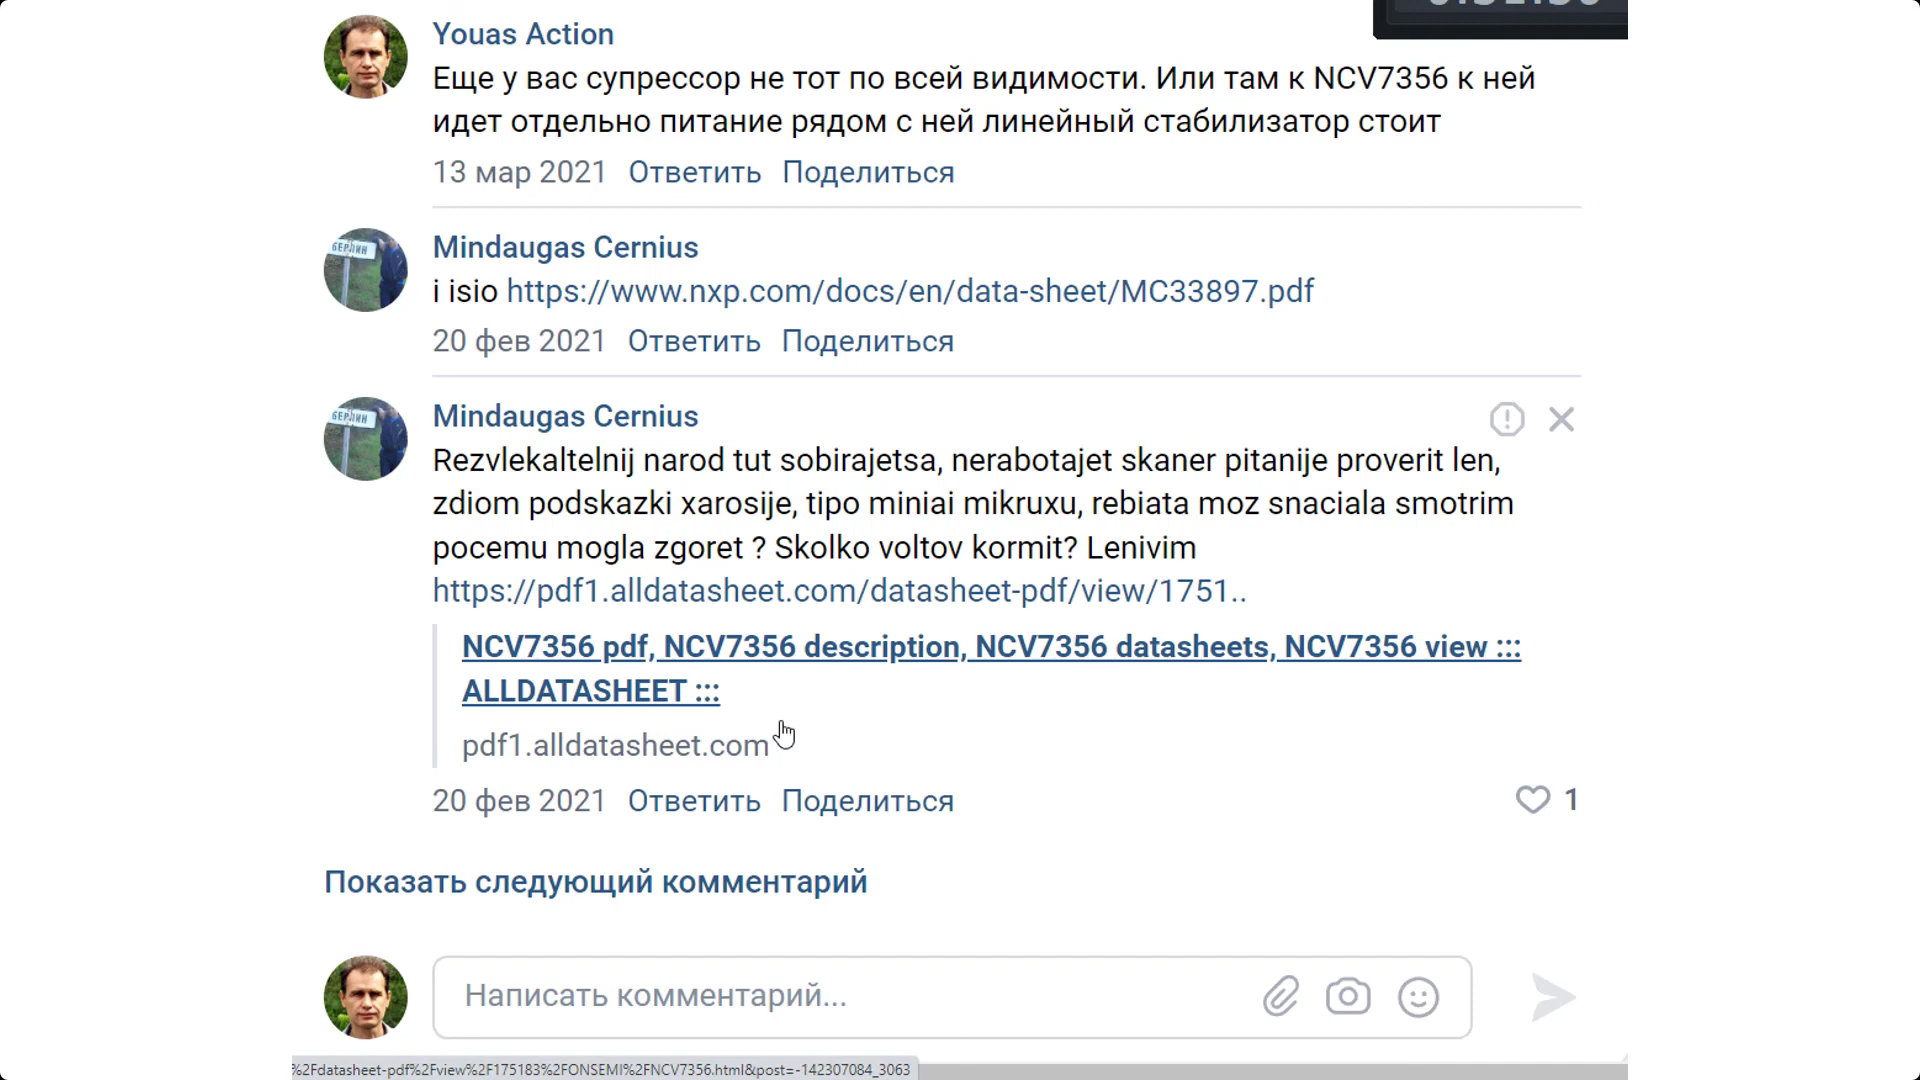 Youas Action
Еще у вас супрессор не тот по всей видимости. Или там к NCV7356 к ней
идет отдельно питание рядом с ней линейный стабилизатор стоит
13 мар 2021 Ответить Поделиться
БЕРЛИН
Mindaugas Cernius
i isio https://www.nxp.com/docs/en/data-sheet/MC33897.pdf
20 фев 2021 Ответить Поделиться
БЕРЛИН
Mindaugas Cernius
Rezvlekaltelnij narod tut sobirajetsa, nerabotajet skaner pitanije proverit len,
zdiom podskazki xarosije, tipo miniai mikruxu, rebiata moz snaciala smotrim
pocemu mogla zgoret ? Skolko voltov kormit? Lenivim
https://pdf1.alldatasheet.com/datasheet-pdf/view/1751..
NCV7356 pdf, NCV7356 description, NCV7356 datasheets, NCV7356 view :::
ALLDATASHEET :::
pdf1.alldatasheet.com
20 фев 2021 Ответить Поделиться 1
Показать следующий комментарий
Написать комментарий...
%2Fdatasheet-pdf%2Fview%2F175183%2FONSEMI%2FNCV7356.html&post=-142307084_3063